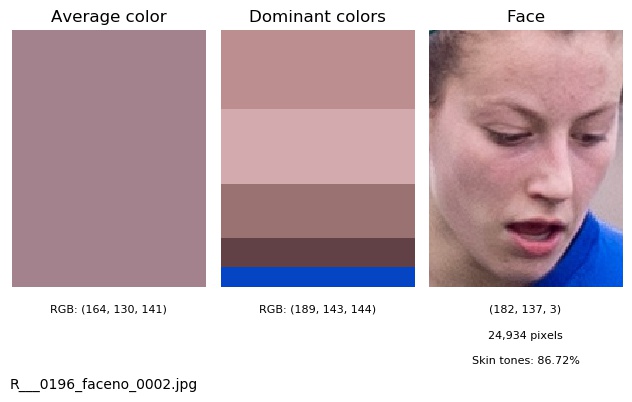 Average color
Dominant colors
Face
RGB: (164, 130, 141)
RGB: (189, 143, 144)
(182, 137, 3)
24,934 pixels
Skin tones: 86.72%
R___0196_faceno_0002.jpg